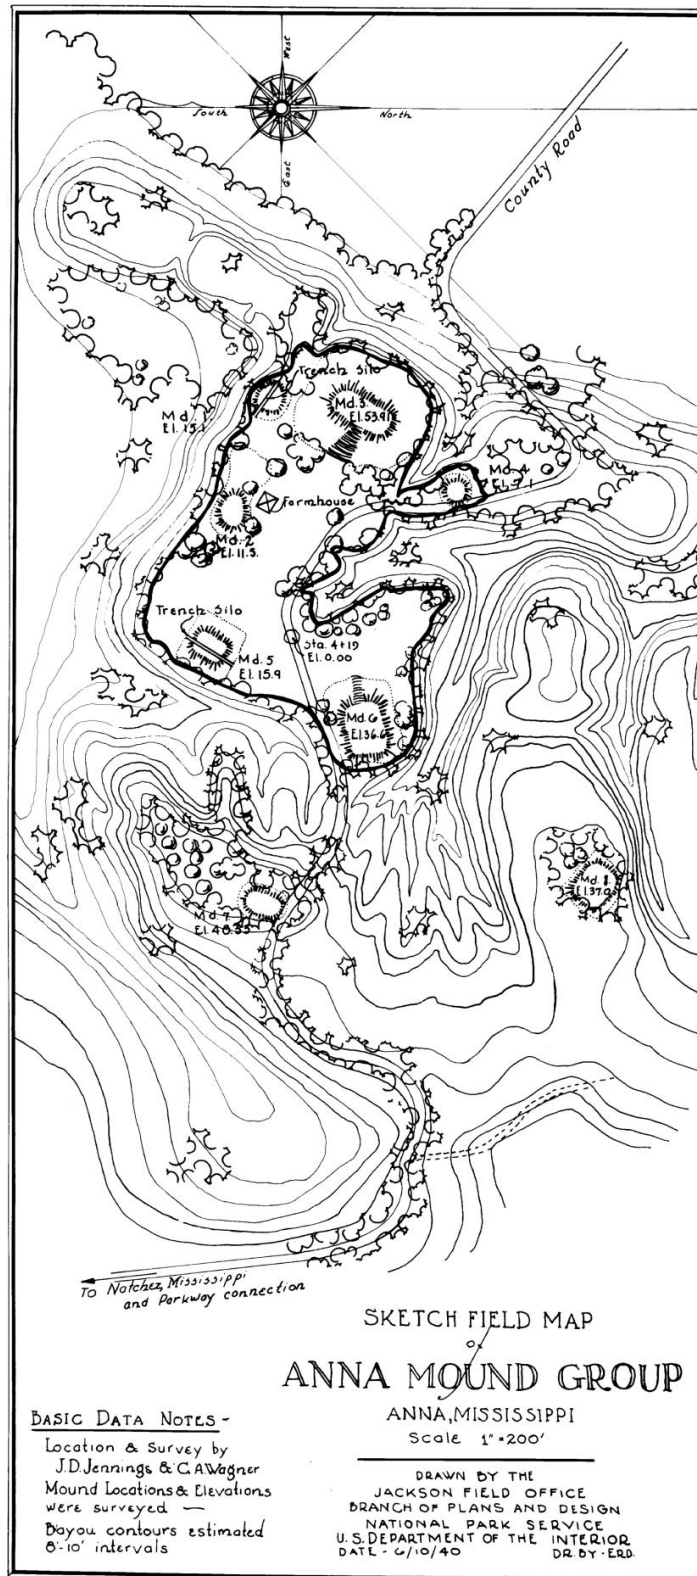 West
South
North
East
County Road
Trench Silo
Md. 3
El. 53.91
Md. 1
El. 15.1
Md. 4
El. 7.1
Farmhouse
Md. 2
El. 11.3.
Trench Silo
Sta. 4+19
El. 0.00
Md. 5
El. 15.9
Md. 6
El. 36.6
Md. 8
El. 37.0
Md. 7
El. 48.35
To Natchez, Mississippi
and Parkway connection
SKETCH FIELD MAP
OF
ANNA MOUND GROUP
ANNA, MISSISSIPPI
Scale 1"=200'
BASIC DATA NOTES -
Location & Survey by
J.D. Jennings & C.A. Wagner
Mound Locations & Elevations
were surveyed —
Bayou contours estimated
8'-10' intervals
DRAWN BY THE
JACKSON FIELD OFFICE
BRANCH OF PLANS AND DESIGN
NATIONAL PARK SERVICE
U.S. DEPARTMENT OF THE INTERIOR
DATE - 6/10/40 DR. BY - ERD.